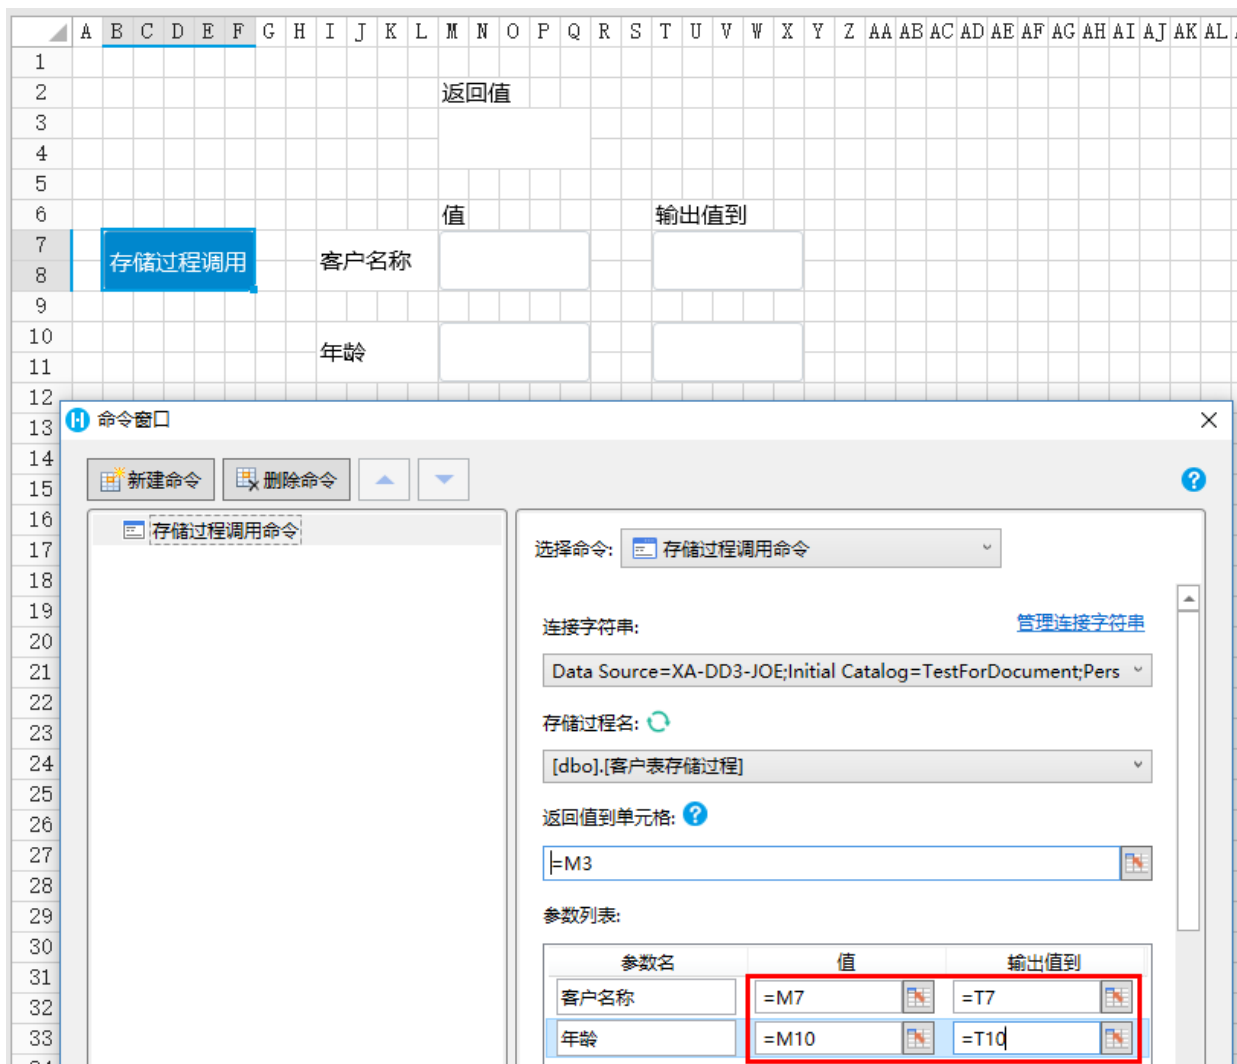 A B C D E F G H I J K L M N O P Q R S T U V W X Y Z AA AB AC AD AE AF AG AH AI AJ AK AL
1
2 返回值
3
4
5
6 值 输出值到
7
存储过程调用 客户名称
8
9
10
年龄
11
12
命令窗口
13
14
新建命令 删除命令
15
16
存储过程调用命令
17
选择命令: 存储过程调用命令
18
19
连接字符串: 管理连接字符串
20
21
Data Source=XA-DD3-JOE;Initial Catalog=TestForDocument;Pers
22
23
存储过程名:
24
[dbo].[客户表存储过程]
25
26
返回值到单元格:
27
=M3
28
29
参数列表:
30
31
参数名 值 输出值到
32
客户名称 =M7 =T7
33
年龄 =M10 =T10